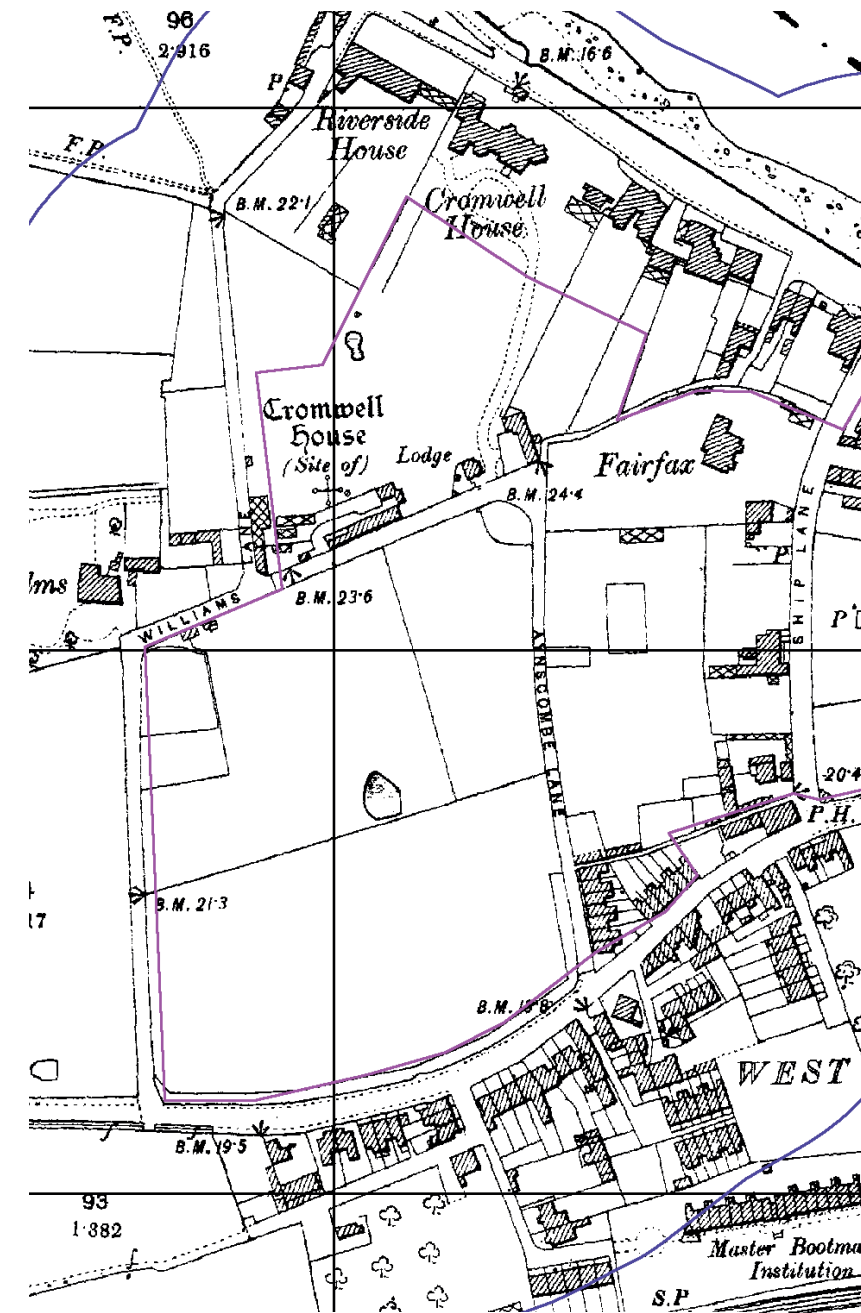 96
2·916
F.P.
F.P.
P.
B.M. 16·6
Riverside
House
B.M. 22·1
Cromwell
House
Cromwell
House
(Site of)
Lodge
Fairfax
B.M. 24·4
SHIP LANE
P
B.M. 23·6
lms
WILLIAMS
LANE
P
AYNSCOMBE LANE
20·4
P.H.
B.M. 21·3
17
WEST
B.M. 19·5
93
1·382
Master Bootma
Institution
S.P